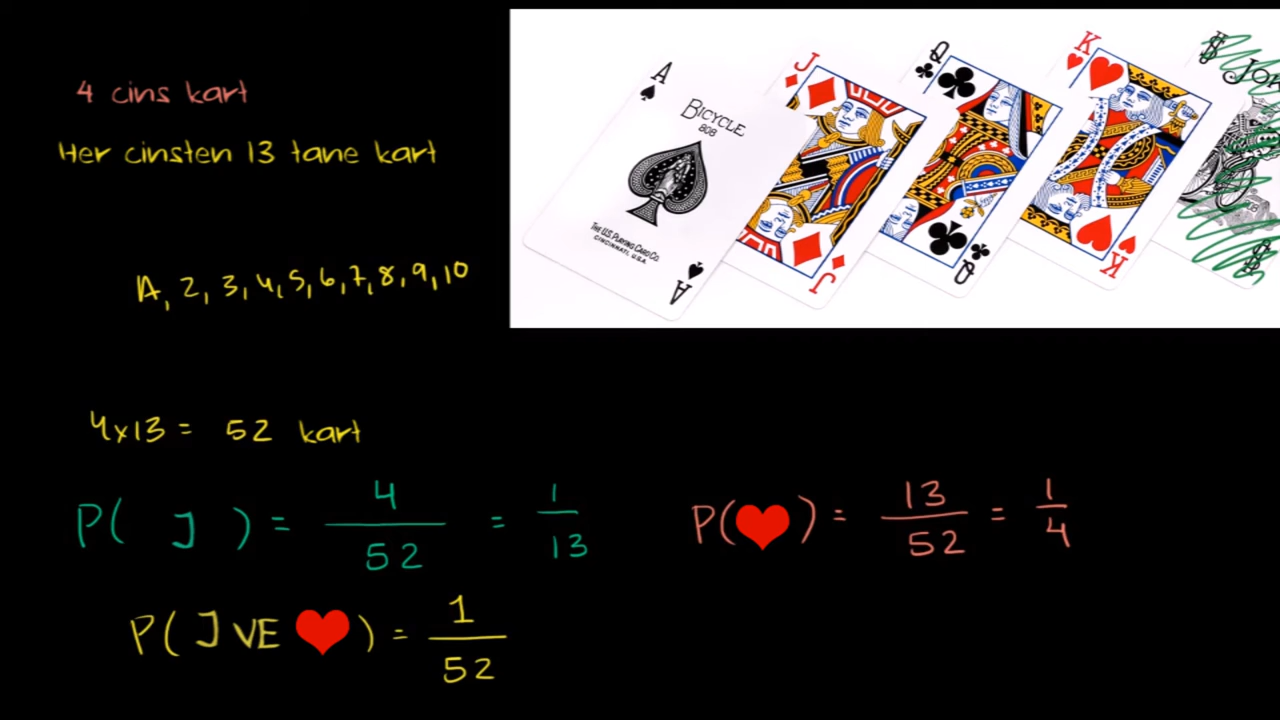 4 cins kart
Her cinsten 13 tane kart
A, 2, 3, 4, 5, 6, 7, 8, 9, 10
4x13 = 52 kart
P( J ) = 4/52 = 1/13
P(❤) = 13/52 = 1/4
P( J VE ❤ ) = 1/52
A
BICYCLE
808
THE U.S. PLAYING CARD CO.
CINCINNATI, U.S.A.
A
J
J
Q
Q
K
K